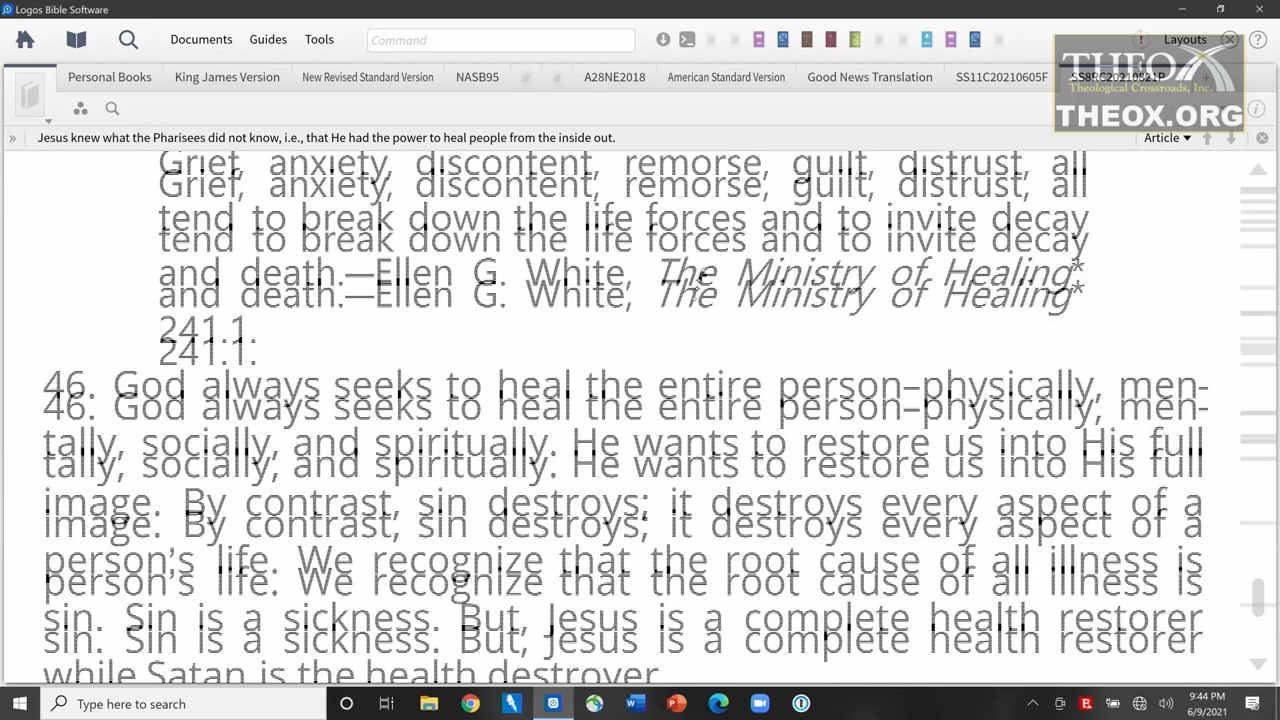 Logos Bible Software
Documents Guides Tools Command Layouts
Personal Books King James Version New Revised Standard Version NASB95 A28NE2018 American Standard Version Good News Translation SS11C20210605F SS8RC20210821P
THEOX
Theological Crossroads, Inc.
THEOX.ORG
Jesus knew what the Pharisees did not know, i.e., that He had the power to heal people from the inside out. Article
Grief, anxiety, discontent, remorse, guilt, distrust, all
tend to break down the life forces and to invite decay
and death.—Ellen G. White, The Ministry of Healing*
241.1:
46. God always seeks to heal the entire person–physically, men-
tally, socially, and spiritually. He wants to restore us into His full
image. By contrast, sin destroys; it destroys every aspect of a
person's life. We recognize that the root cause of all illness is
sin. Sin is a sickness. But, Jesus is a complete health restorer
while Satan is the health destroyer
Type here to search
9:44 PM
6/9/2021